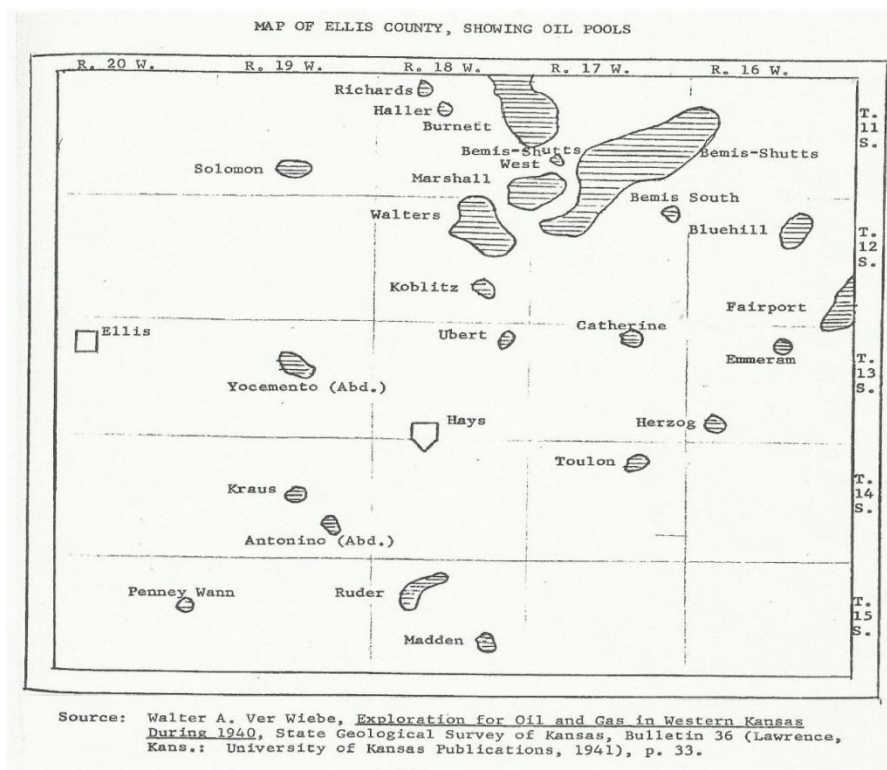 MAP OF ELLIS COUNTY, SHOWING OIL POOLS
R. 20 W.
R. 19 W.
R. 18 W.
R. 17 W.
R. 16 W.
Richards
Haller
Burnett
T.
11
S.
Bemis-Shutts
West
Bemis-Shutts
Solomon
Marshall
Bemis South
Walters
Bluehill
T.
12
S.
Koblitz
Fairport
Ellis
Ubert
Catherine
Emmeram
T.
13
S.
Yocemento (Abd.)
Hays
Herzog
Toulon
Kraus
T.
14
S.
Antonino (Abd.)
Penney Wann
Ruder
T.
15
S.
Madden
Source: Walter A. Ver Wiebe, Exploration for Oil and Gas in Western Kansas
During 1940, State Geological Survey of Kansas, Bulletin 36 (Lawrence,
Kans.: University of Kansas Publications, 1941), p. 33.